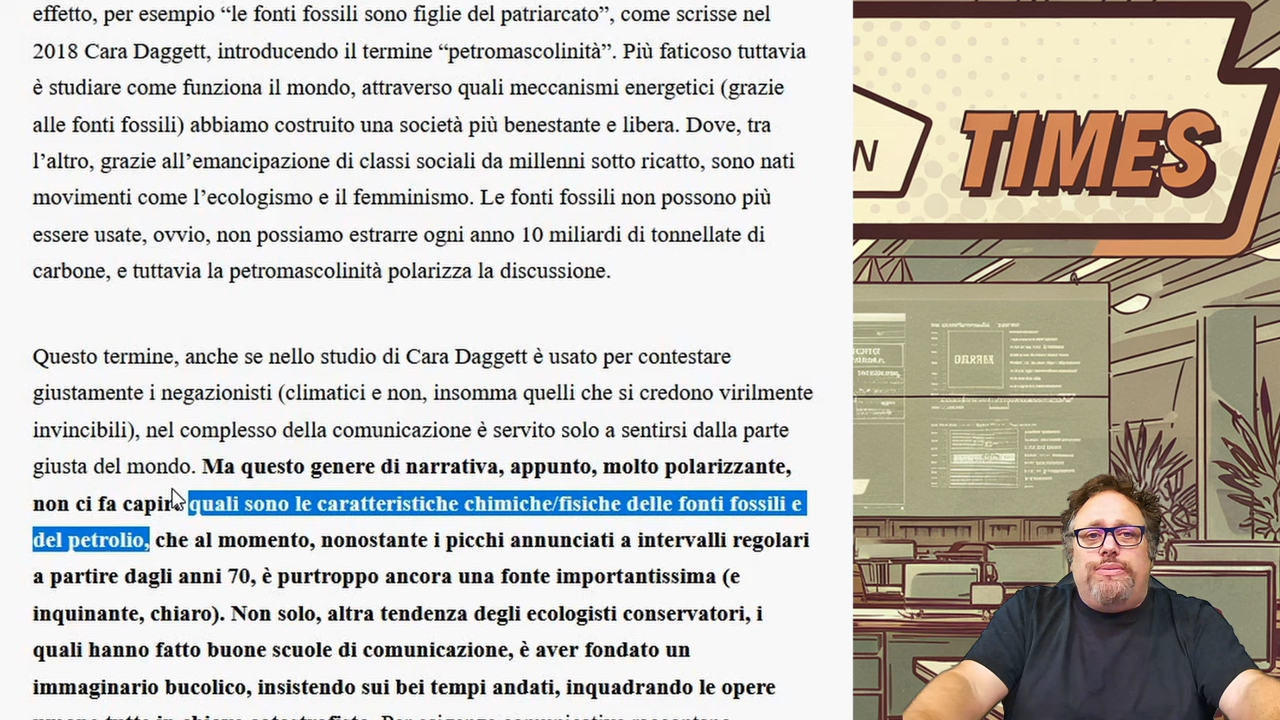 effetto, per esempio “le fonti fossili sono figlie del patriarcato”, come scrisse nel
2018 Cara Daggett, introducendo il termine “petromascolinità”. Più faticoso tuttavia
è studiare come funziona il mondo, attraverso quali meccanismi energetici (grazie
alle fonti fossili) abbiamo costruito una società più benestante e libera. Dove, tra
l’altro, grazie all’emancipazione di classi sociali da millenni sotto ricatto, sono nati
movimenti come l’ecologismo e il femminismo. Le fonti fossili non possono più
essere usate, ovvio, non possiamo estrarre ogni anno 10 miliardi di tonnellate di
carbone, e tuttavia la petromascolinità polarizza la discussione.
Questo termine, anche se nello studio di Cara Daggett è usato per contestare
giustamente i negazionisti (climatici e non, insomma quelli che si credono virilmente
invincibili), nel complesso della comunicazione è servito solo a sentirsi dalla parte
giusta del mondo. Ma questo genere di narrativa, appunto, molto polarizzante,
non ci fa capire quali sono le caratteristiche chimiche/fisiche delle fonti fossili e
del petrolio, che al momento, nonostante i picchi annunciati a intervalli regolari
a partire dagli anni 70, è purtroppo ancora una fonte importantissima (e
inquinante, chiaro). Non solo, altra tendenza degli ecologisti conservatori, i
quali hanno fatto buone scuole di comunicazione, è aver fondato un
immaginario bucolico, insistendo sui bei tempi andati, inquadrando le opere
N
TIMES